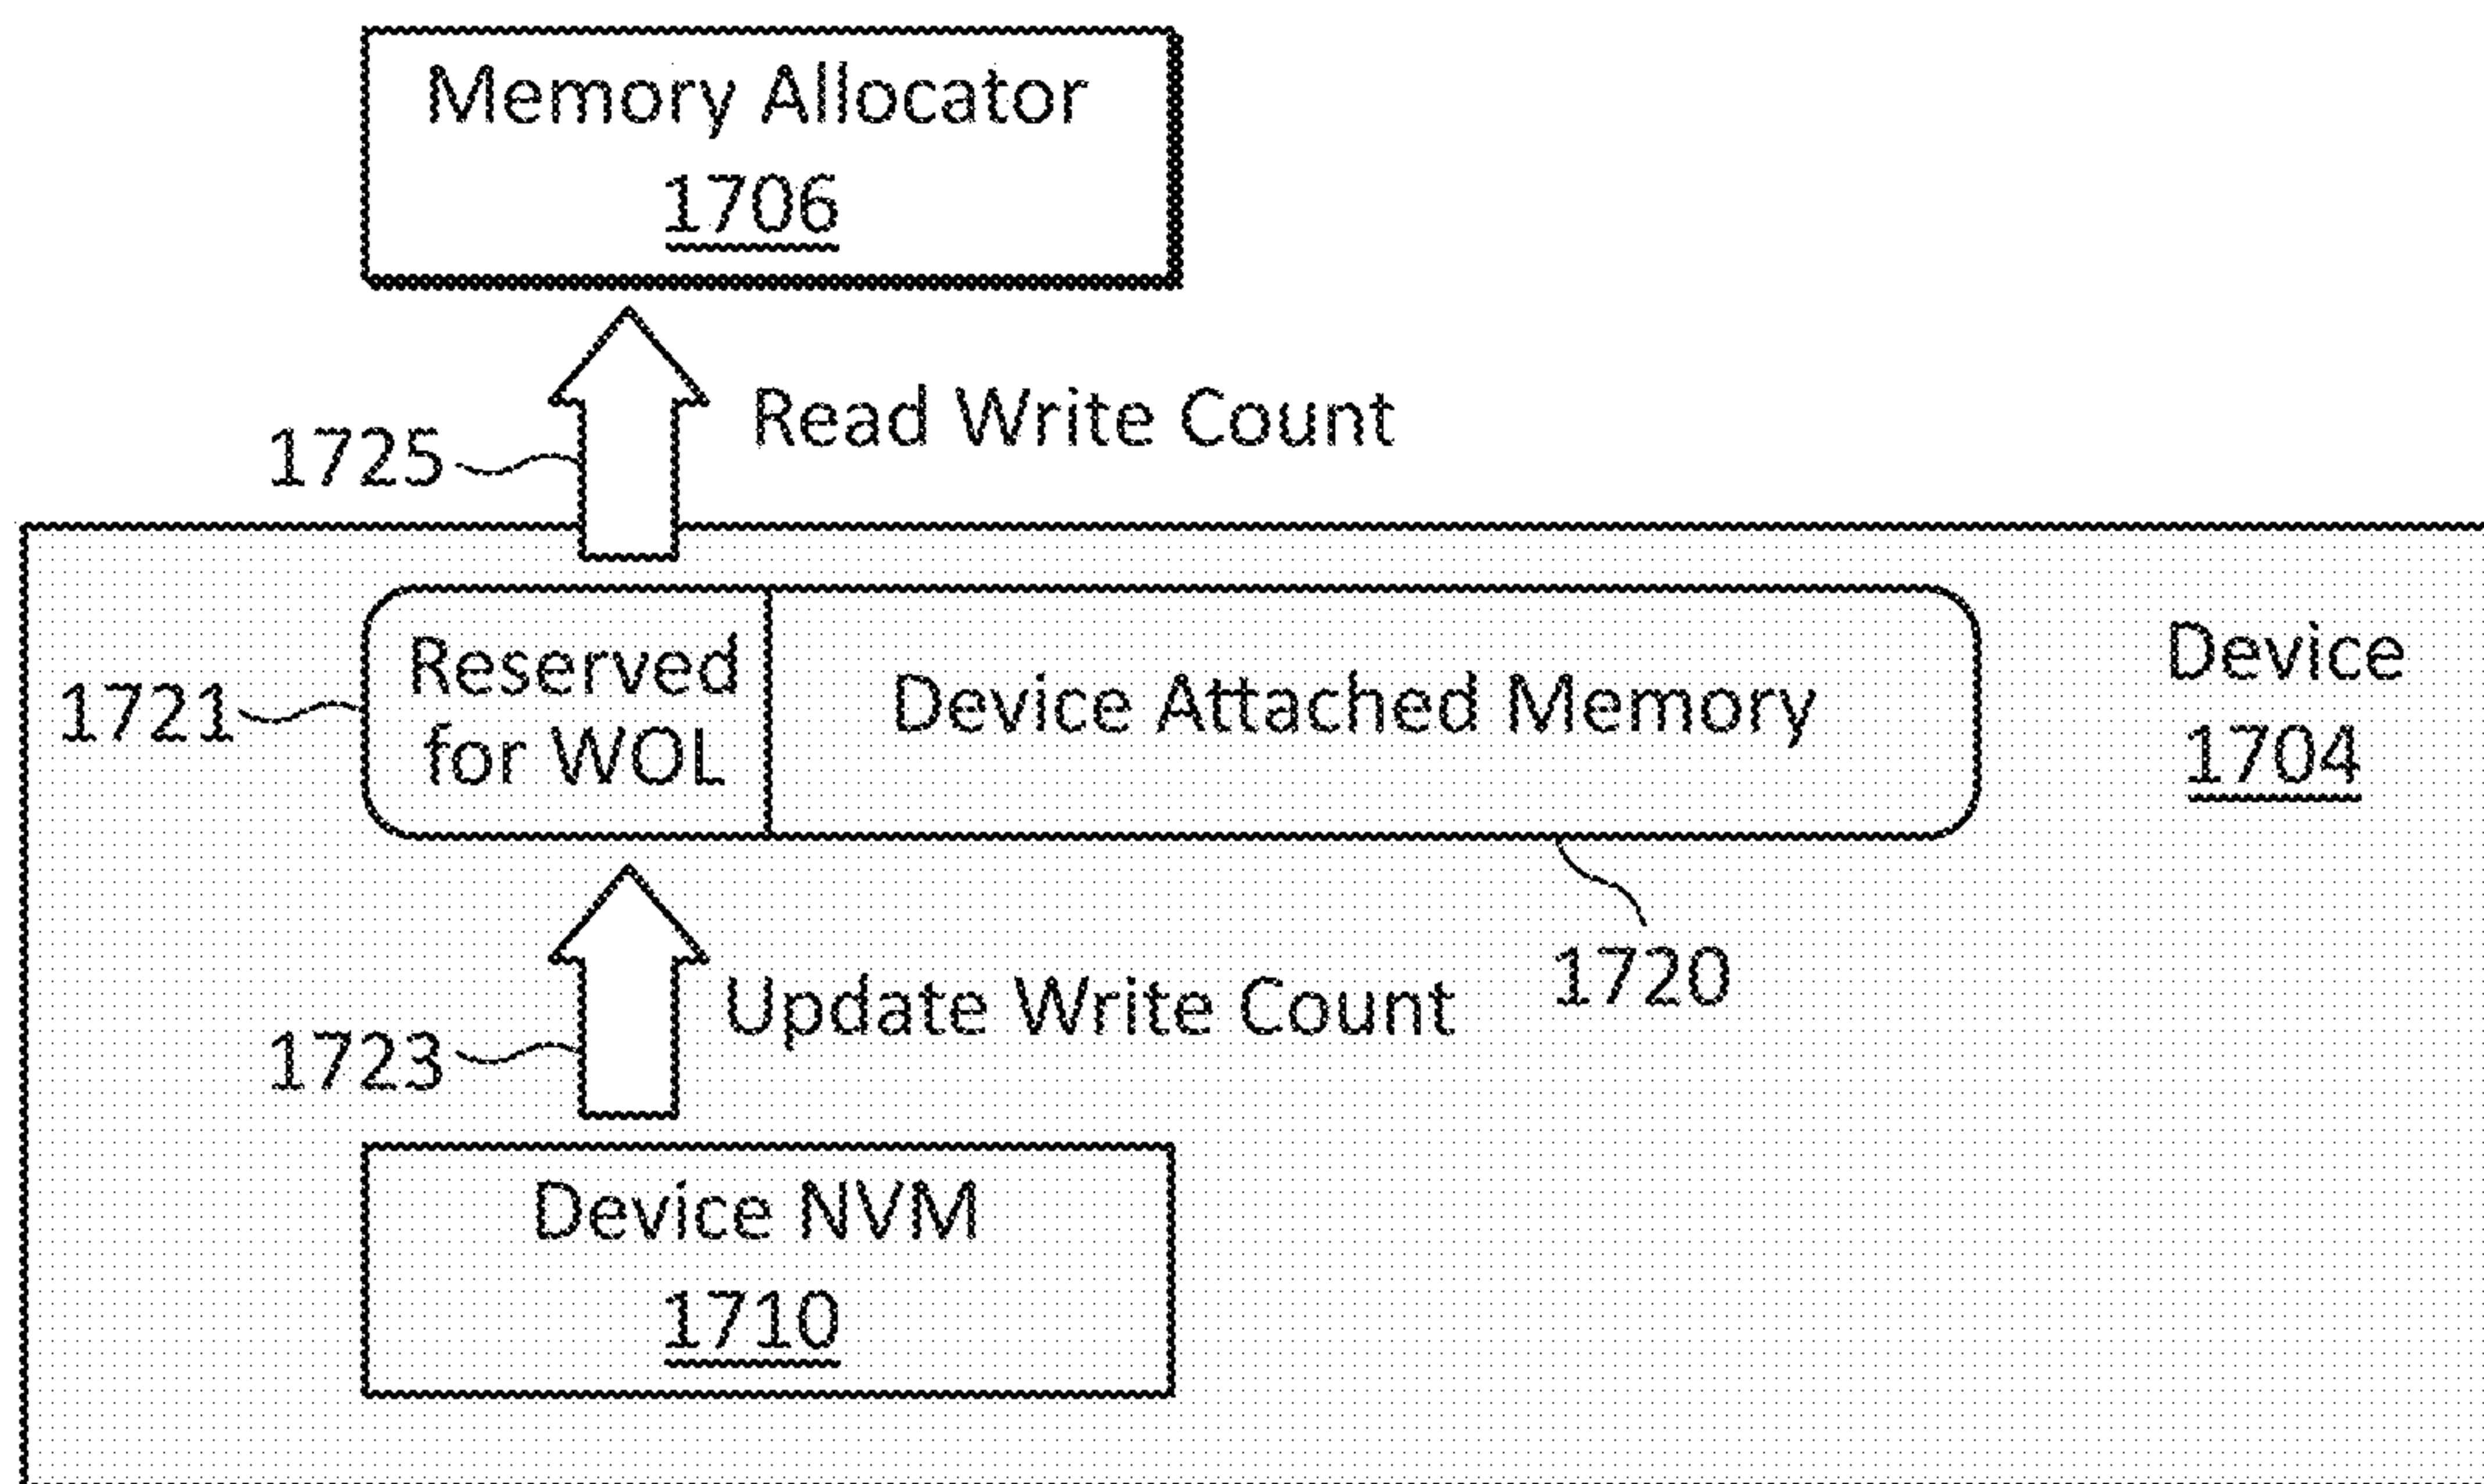 Memory Allocator
1706
1725
Read Write Count
1721
Reserved
for WOL
Device Attached Memory
Device
1704
1720
1723
Update Write Count
Device NVM
1710